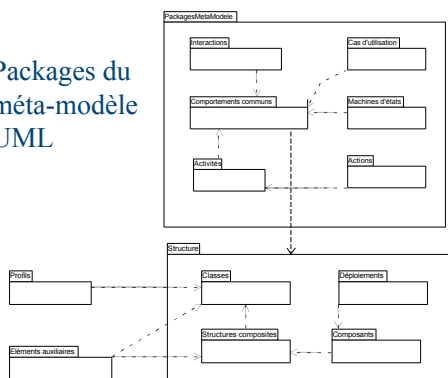 Packages du
méta-modèle
UML
PackagesMetaModele
Interactions
Cas d'utilisation
Comportements communs
Machines d'états
Activités
Actions
Structure
Profils
Classes
Déploiements
Structures composites
Composants
Eléments auxiliaires